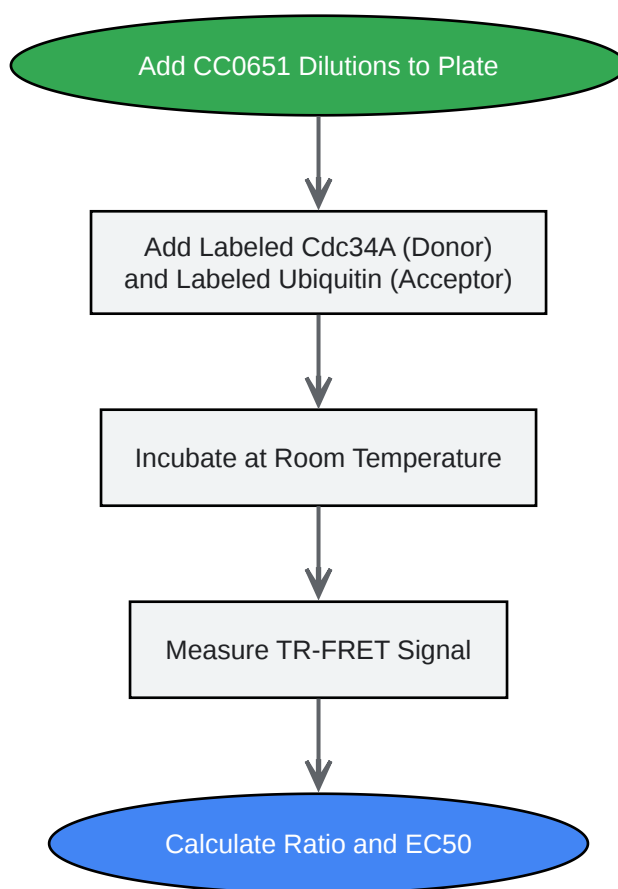 Add CC0651 Dilutions to Plate
Add Labeled Cdc34A (Donor)
and Labeled Ubiquitin (Acceptor)
Incubate at Room Temperature
Measure TR-FRET Signal
Calculate Ratio and EC50